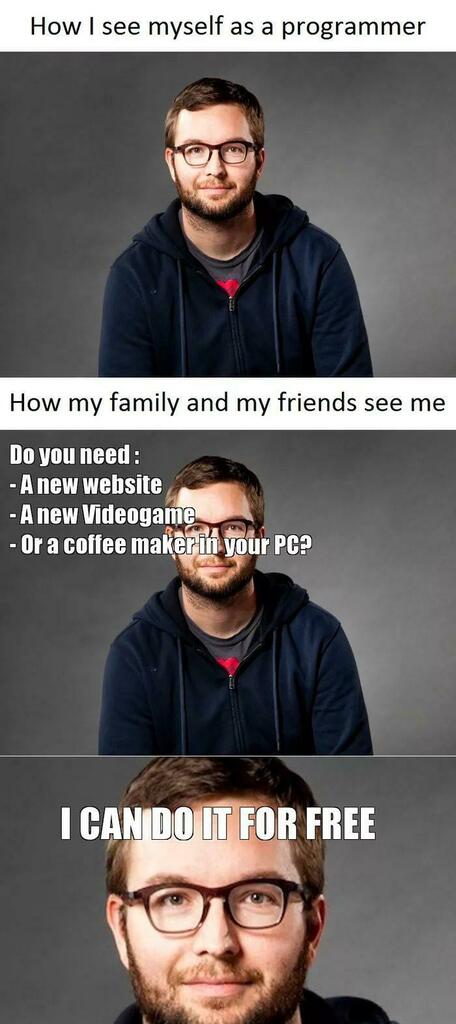 How I see myself as a programmer
How my family and my friends see me
Do you need :
- A new website
- A new Videogame
- Or a coffee maker in your PC?
I CAN DO IT FOR FREE